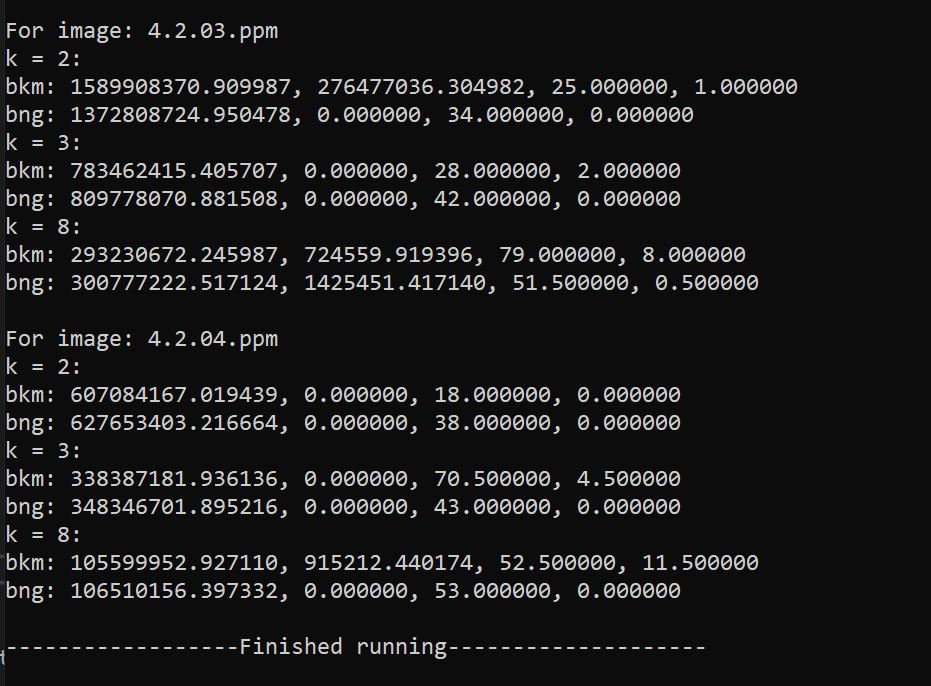 For image: 4.2.03.ppm
k = 2:
bkm: 1589908370.909987, 276477036.304982, 25.000000, 1.000000
bng: 1372808724.950478, 0.000000, 34.000000, 0.000000
k = 3:
bkm: 783462415.405707, 0.000000, 28.000000, 2.000000
bng: 809778070.881508, 0.000000, 42.000000, 0.000000
k = 8:
bkm: 293230672.245987, 724559.919396, 79.000000, 8.000000
bng: 300777222.517124, 1425451.417140, 51.500000, 0.500000
For image: 4.2.04.ppm
k = 2:
bkm: 607084167.019439, 0.000000, 18.000000, 0.000000
bng: 627653403.216664, 0.000000, 38.000000, 0.000000
k = 3:
bkm: 338387181.936136, 0.000000, 70.500000, 4.500000
bng: 348346701.895216, 0.000000, 43.000000, 0.000000
k = 8:
bkm: 105599952.927110, 915212.440174, 52.500000, 11.500000
bng: 106510156.397332, 0.000000, 53.000000, 0.000000
------------------Finished running--------------------